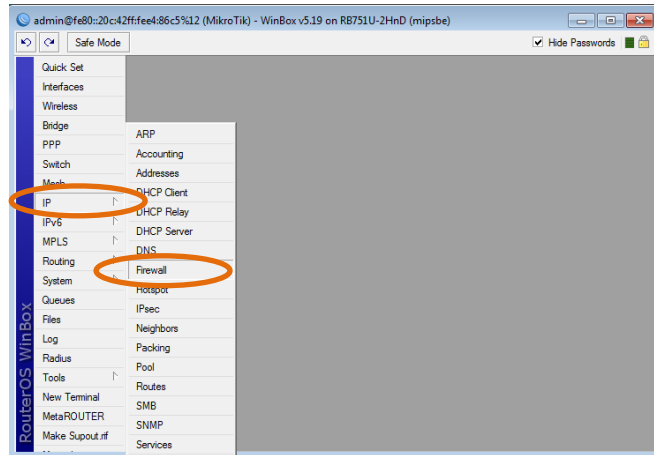 admin@fe80::20c:42ff:fee4:86c5%12 (MikroTik) - WinBox v5.19 on RB751U-2HnD (mipsbe)
Safe Mode
Hide Passwords
Quick Set
Interfaces
Wireless
Bridge
PPP
Switch
Mesh
IP
IPv6
MPLS
Routing
System
Queues
Files
Log
Radius
Tools
New Terminal
MetaROUTER
Make Supout.rif
ARP
Accounting
Addresses
DHCP Client
DHCP Relay
DHCP Server
DNS
Firewall
Hotspot
IPsec
Neighbors
Packing
Pool
Routes
SMB
SNMP
Services
RouterOS WinBox